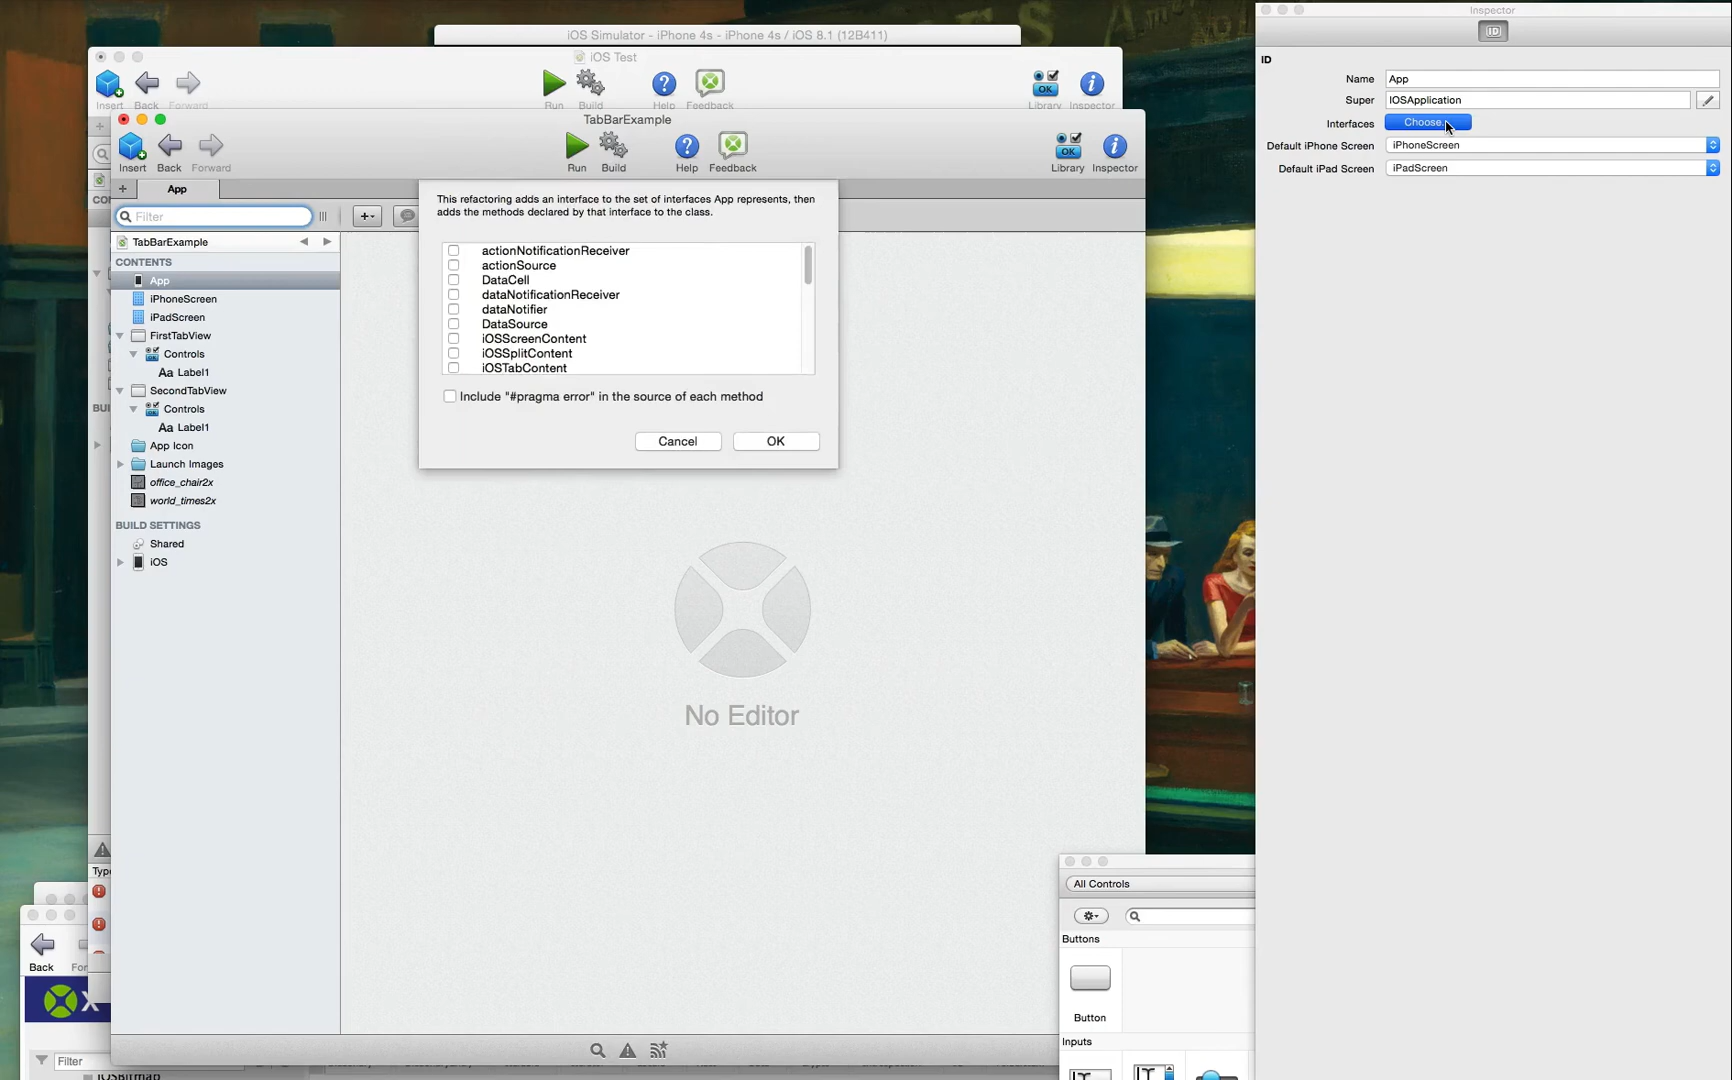 Inspector
ID
ID
Name App
Super IOSApplication
Interfaces Choose
Default iPhone Screen iPhoneScreen
Default iPad Screen iPadScreen
iOS Simulator - iPhone 4s - iPhone 4s / iOS 8.1 (12B411)
iOS Test
Insert Back Forward Run Build Help Feedback OK Library Inspector
TabBarExample
Insert Back Forward Run Build Help Feedback OK Library Inspector
App
Filter
TabBarExample
CONTENTS
App
iPhoneScreen
iPadScreen
FirstTabView
Controls
Aa Label1
SecondTabView
Controls
Aa Label1
App Icon
Launch Images
office_chair2x
world_times2x
BUILD SETTINGS
Shared
iOS
This refactoring adds an interface to the set of interfaces App represents, then
adds the methods declared by that interface to the class.
actionNotificationReceiver
actionSource
DataCell
dataNotificationReceiver
dataNotifier
DataSource
iOSScreenContent
iOSSplitContent
iOSTabContent
Include "#pragma error" in the source of each method
Cancel OK
No Editor
All Controls
Buttons
Button
Inputs
Back
X
Filter
iOSBitmap